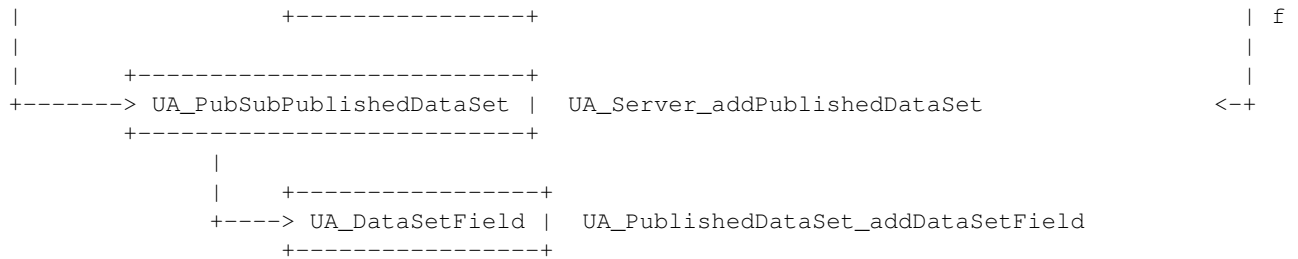 |                  +----------------+                                                  | f
|                                                                                      |
|       +---------------------------+                                                  |
+-------> UA_PubSubPublishedDataSet |  UA_Server_addPublishedDataSet                <-+
        +---------------------------+
              |
              |    +-----------------+
              +----> UA_DataSetField |  UA_PublishedDataSet_addDataSetField
                   +-----------------+